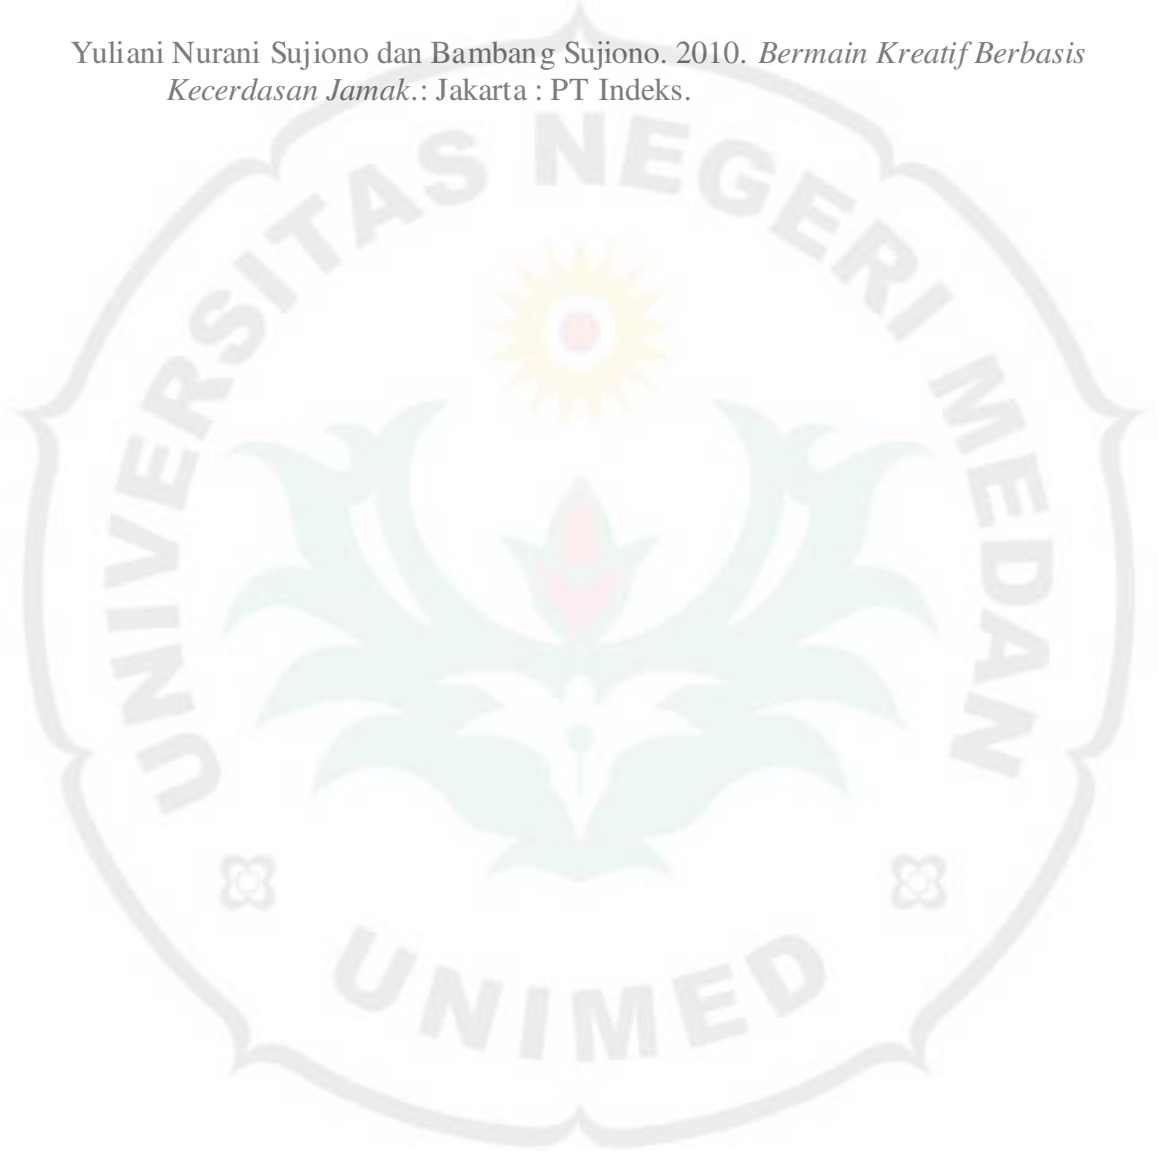 Yuliani Nurani Sujiono dan Bambang Sujiono. 2010. Bermain Kreatif Berbasis
Kecerdasan Jamak.: Jakarta : PT Indeks.
UNIVERSITAS NEGERI MEDAN
UNIMED